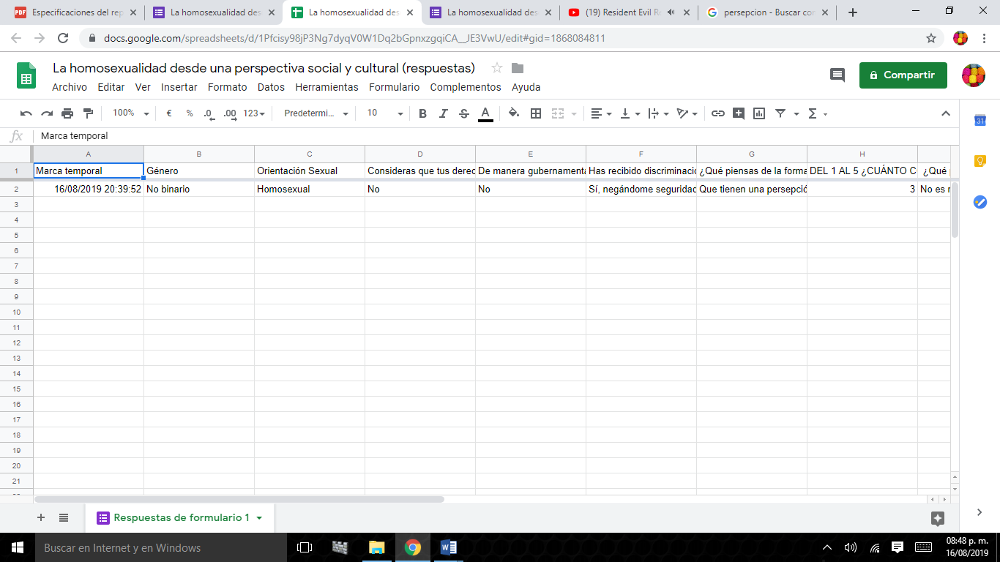 Especificaciones del rep
La homosexualidad des
La homosexualidad des
La homosexualidad des
(19) Resident Evil Re
persepcion - Buscar con
docs.google.com/spreadsheets/d/1Pfcisy98jP3Ng7dyqV0W1Dq2bGpnxzgqiCA__JE3VwU/edit#gid=1868084811
La homosexualidad desde una perspectiva social y cultural (respuestas)
Archivo Editar Ver Insertar Formato Datos Herramientas Formulario Complementos Ayuda
Compartir
100% € % .0 .00 123 Predetermi... 10 B I S A
fx Marca temporal
A B C D E F G H
1 Marca temporal Género Orientación Sexual Consideras que tus derec De manera gubernamenta Has recibido discriminacio ¿Qué piensas de la forma DEL 1 AL 5 ¿CUÁNTO C ¿Qué
2 16/08/2019 20:39:52 No binario Homosexual No No Sí, negándome seguridad Que tienen una persepció 3 No es
3
4
5
6
7
8
9
10
11
12
13
14
15
16
17
18
19
20
21
Respuestas de formulario 1
31
Buscar en Internet y en Windows
08:48 p. m.
16/08/2019